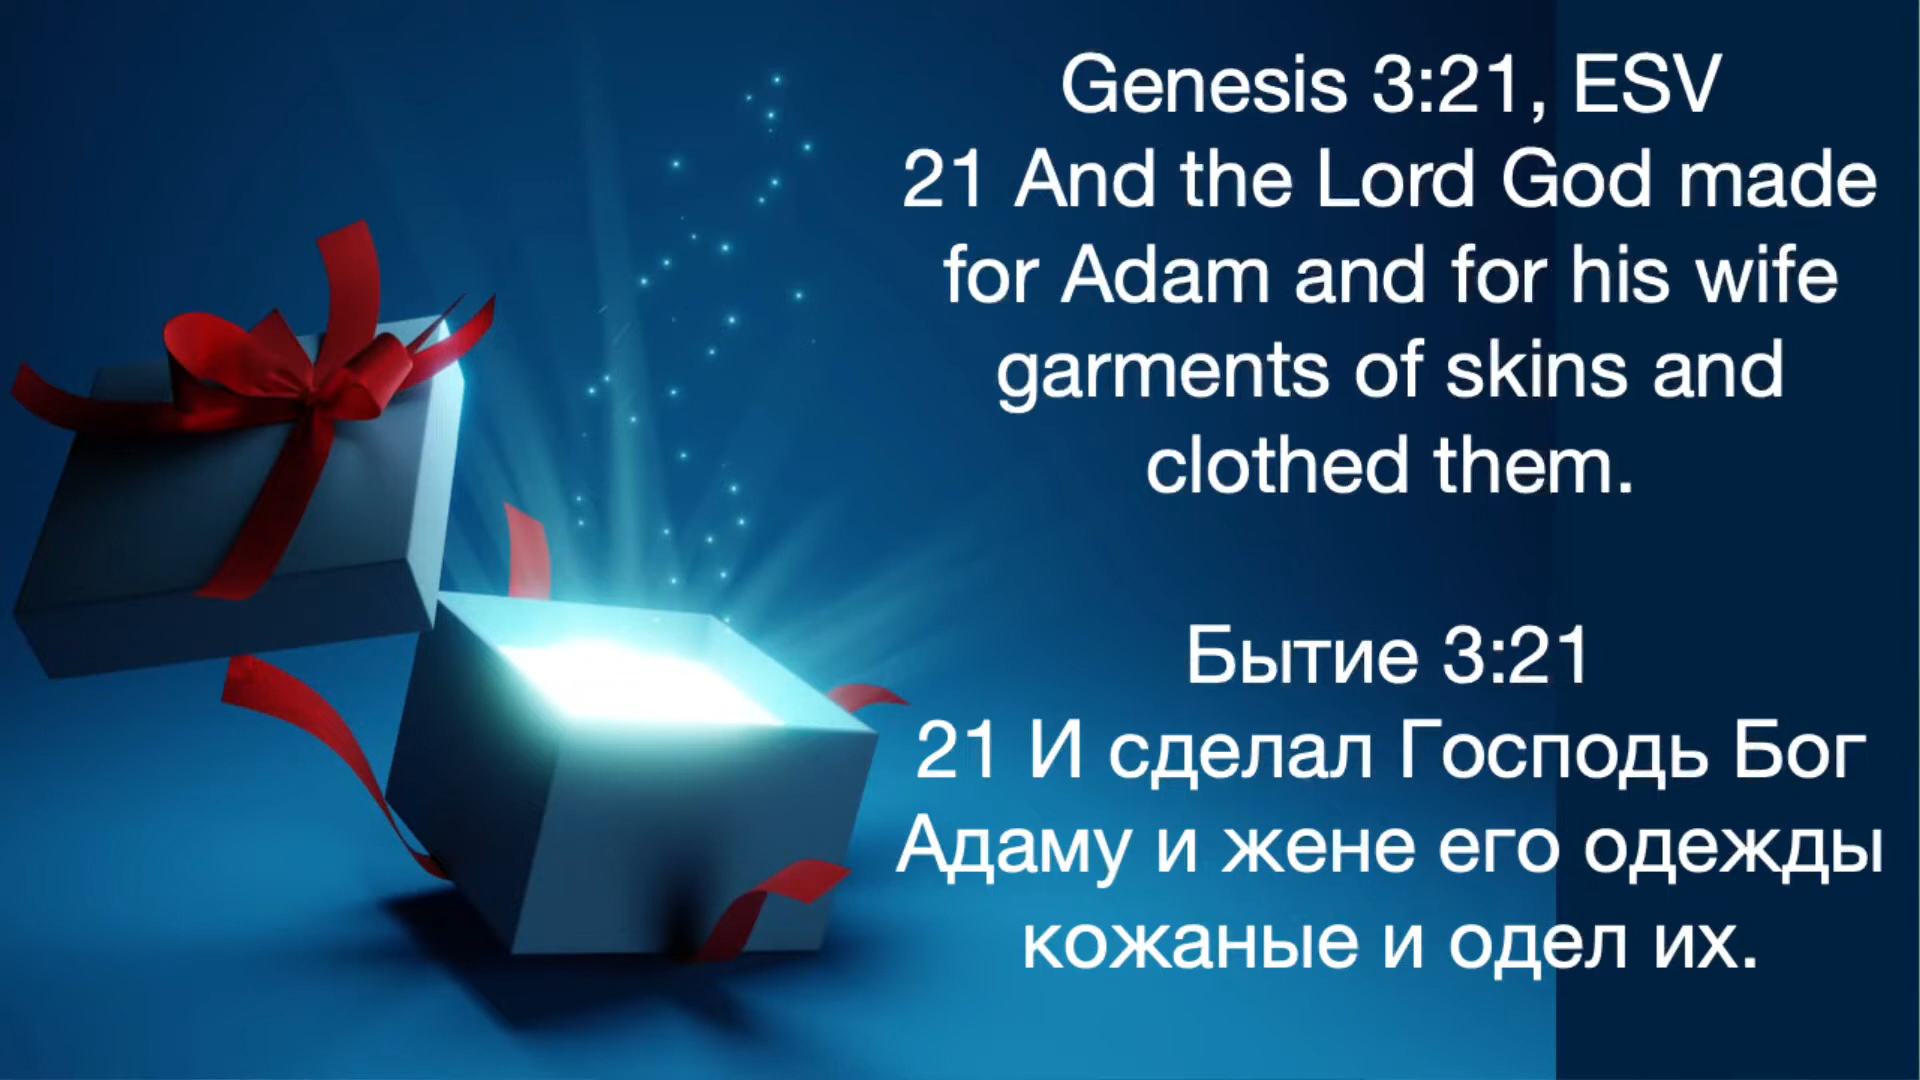 Genesis 3:21, ESV
21 And the Lord God made
for Adam and for his wife
garments of skins and
clothed them.
Бытие 3:21
21 И сделал Господь Бог
Адаму и жене его одежды
кожаные и одел их.